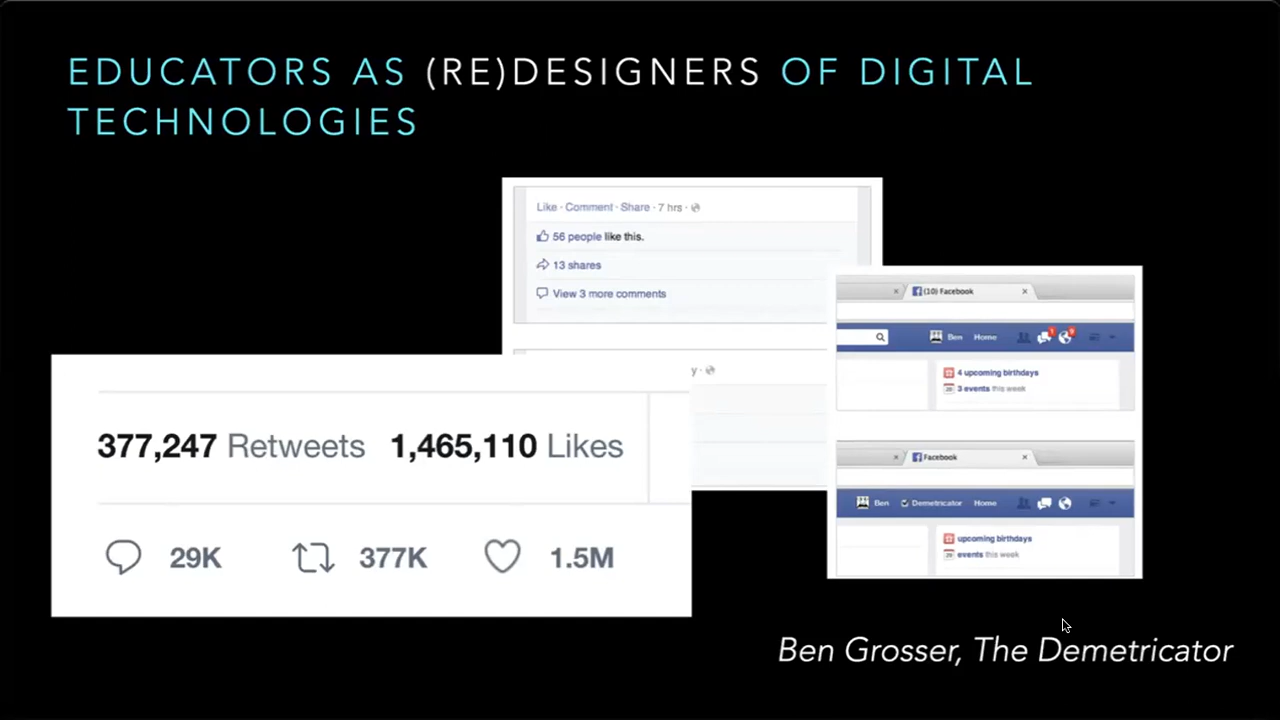 EDUCATORS AS (RE)DESIGNERS OF DIGITAL
TECHNOLOGIES
Like · Comment · Share · 7 hrs ·
56 people like this.
13 shares
View 3 more comments
y ·
377,247 Retweets 1,465,110 Likes
29K 377K 1.5M
(10) Facebook
Ben Home
4 upcoming birthdays
3 events this week
Facebook
Ben Demetricator Home
upcoming birthdays
events this week
Ben Grosser, The Demetricator